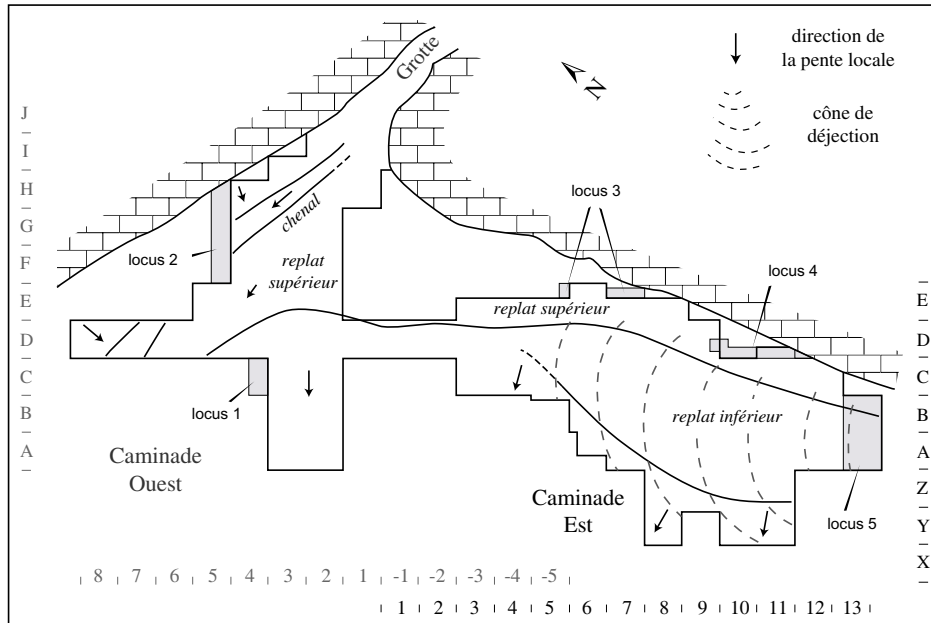 Grotte
N
direction de
la pente locale
cône de
déjection
J
I
H
G
F
E
D
C
B
A
chenal
locus 2
replat
supérieur
locus 3
locus 4
replat supérieur
E
D
C
B
A
Z
Y
X
locus 1
replat inférieur
Caminade
Ouest
Caminade
Est
locus 5
8 7 6 5 4 3 2 1 -1 -2 -3 -4 -5
1 2 3 4 5 6 7 8 9 10 11 12 13